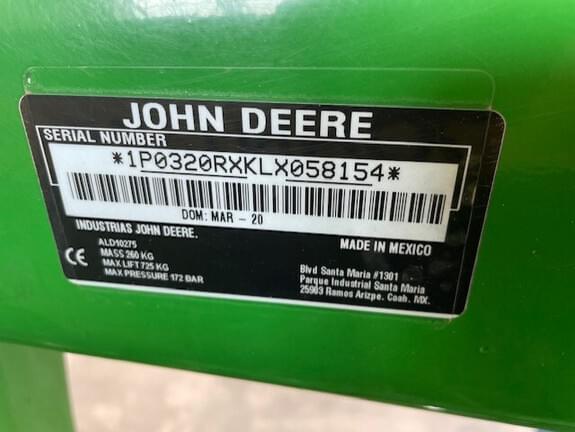 JOHN DEERE
SERIAL NUMBER
*1P0320RXKLX058154*
DOM: MAR - 20
INDUSTRIAS JOHN DEERE.
MADE IN MEXICO
ALD10275
MASS 260 KG
MAX LIFT 725 KG
MAX PRESSURE 172 BAR
CE
Blvd Santa Maria #1301
Parque Industrial Santa Maria
25903 Ramos Arizpe. Coah. MX.